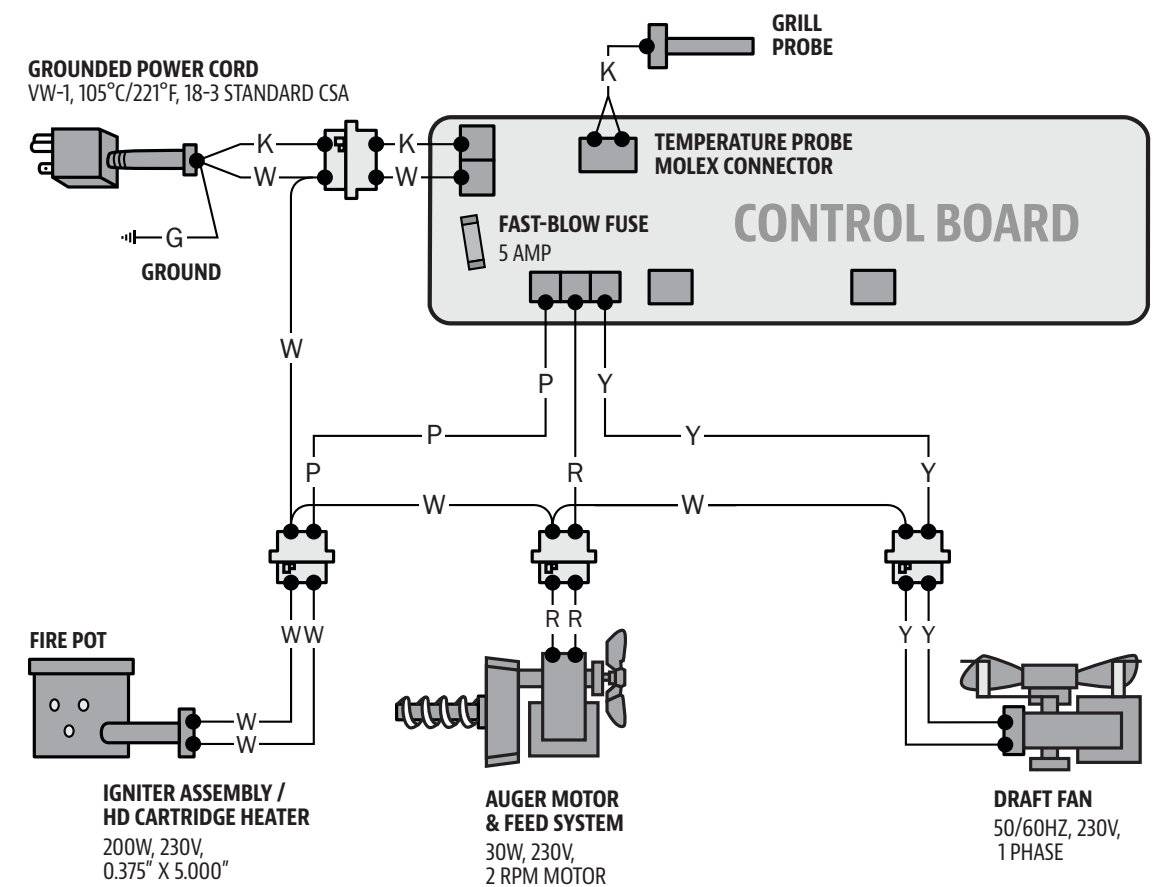 GRILL
PROBE
GROUNDED POWER CORD
VW-1, 105°C/221°F, 18-3 STANDARD CSA
K
K
K
W
W
TEMPERATURE PROBE
MOLEX CONNECTOR
CONTROL BOARD
FAST-BLOW FUSE
5 AMP
G
GROUND
W
P
Y
P
Y
P
R
Y
W
W
R R
W W
Y Y
FIRE POT
W
W
IGNITER ASSEMBLY /
HD CARTRIDGE HEATER
200W, 230V,
0.375" X 5.000"
AUGER MOTOR
& FEED SYSTEM
30W, 230V,
2 RPM MOTOR
DRAFT FAN
50/60HZ, 230V,
1 PHASE